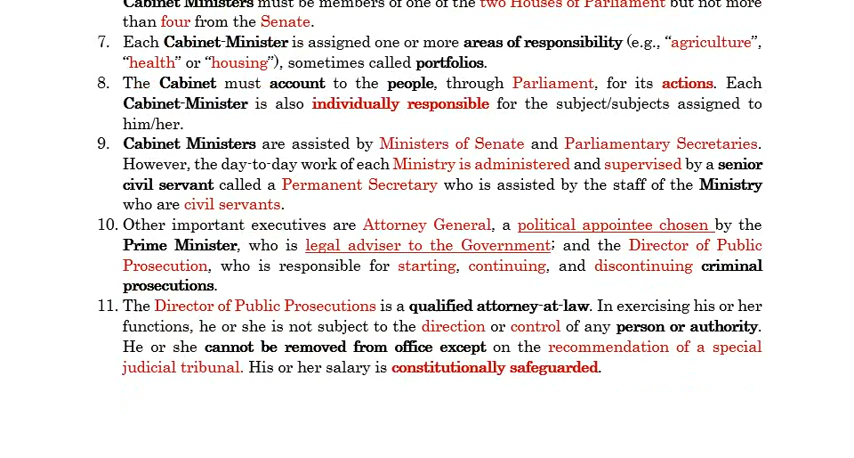 Cabinet Ministers must be members of one of the two Houses of Parliament but not more
than four from the Senate.
7. Each Cabinet-Minister is assigned one or more areas of responsibility (e.g., “agriculture”,
“health” or “housing”), sometimes called portfolios.
8. The Cabinet must account to the people, through Parliament, for its actions. Each
Cabinet-Minister is also individually responsible for the subject/subjects assigned to
him/her.
9. Cabinet Ministers are assisted by Ministers of Senate and Parliamentary Secretaries.
However, the day-to-day work of each Ministry is administered and supervised by a senior
civil servant called a Permanent Secretary who is assisted by the staff of the Ministry
who are civil servants.
10. Other important executives are Attorney General, a political appointee chosen by the
Prime Minister, who is legal adviser to the Government; and the Director of Public
Prosecution, who is responsible for starting, continuing, and discontinuing criminal
prosecutions.
11. The Director of Public Prosecutions is a qualified attorney-at-law. In exercising his or her
functions, he or she is not subject to the direction or control of any person or authority.
He or she cannot be removed from office except on the recommendation of a special
judicial tribunal. His or her salary is constitutionally safeguarded.